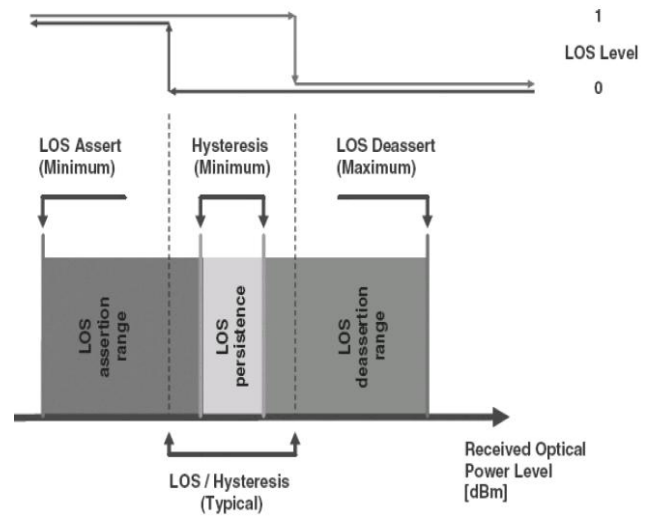 1
LOS Level
0
LOS Assert
(Minimum)
Hysteresis
(Minimum)
LOS Deassert
(Maximum)
LOS
assertion
range
LOS
persistence
LOS
deassertion
range
LOS / Hysteresis
(Typical)
Received Optical
Power Level
[dBm]